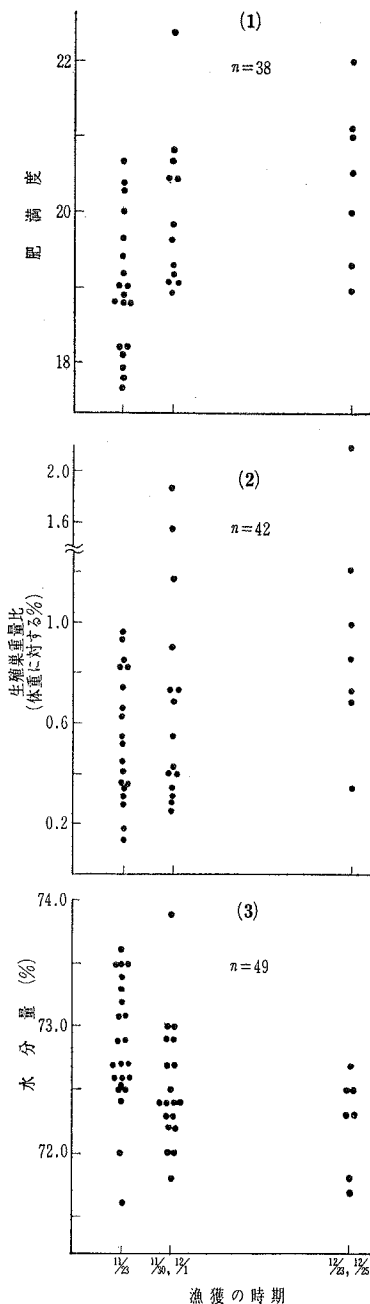 (1)
n=38
22
20
18
肥満度
(2)
n=42
2.0
1.6
1.0
0.6
0.2
生殖巣重量比
(体重に対する%)
(3)
n=49
74.0
73.0
72.0
水分量 (%)
11/23
11/30, 12/1
12/23, 12/25
漁獲の時期